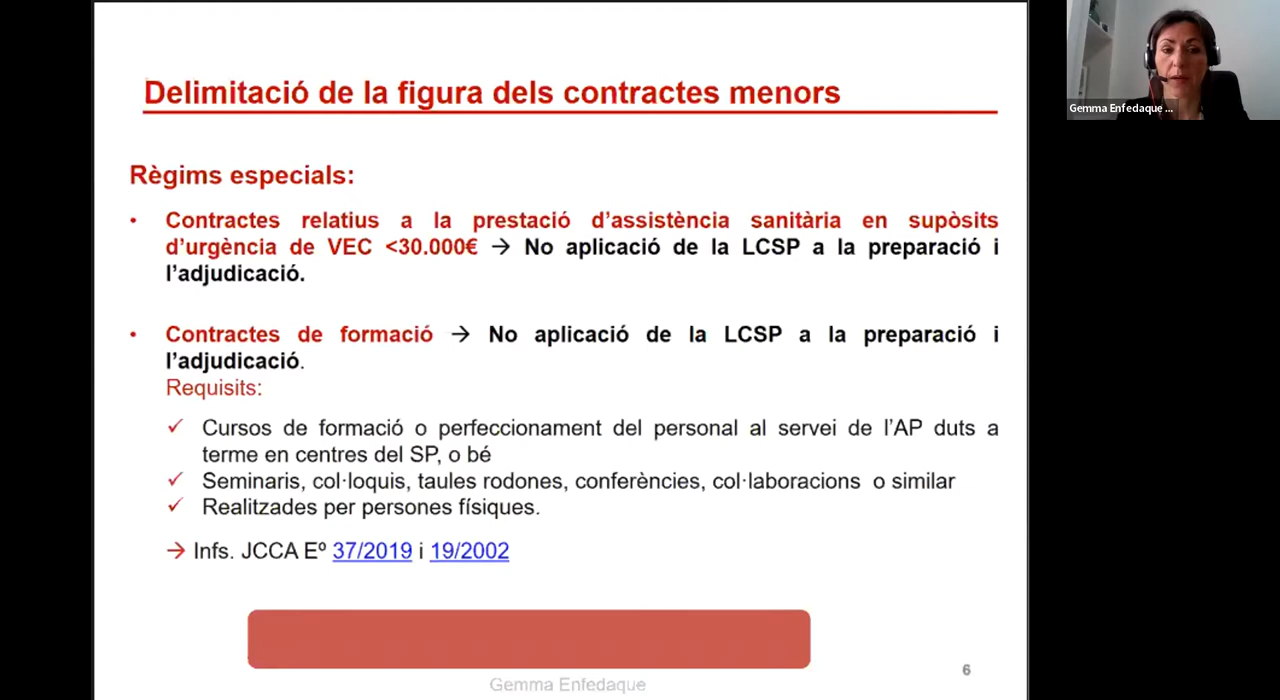 Delimitació de la figura dels contractes menors
Règims especials:
• Contractes relatius a la prestació d'assistència sanitària en supòsits
d'urgència de VEC <30.000€ → No aplicació de la LCSP a la preparació i
l'adjudicació.
• Contractes de formació → No aplicació de la LCSP a la preparació i
l'adjudicació.
Requisits:
✓ Cursos de formació o perfeccionament del personal al servei de l'AP duts a
terme en centres del SP, o bé
✓ Seminaris, col·loquis, taules rodones, conferències, col·laboracions o similar
✓ Realitzades per persones físiques.
→ Infs. JCCA Eº 37/2019 i 19/2002
6
Gemma Enfedaque
Gemma Enfedaque ...